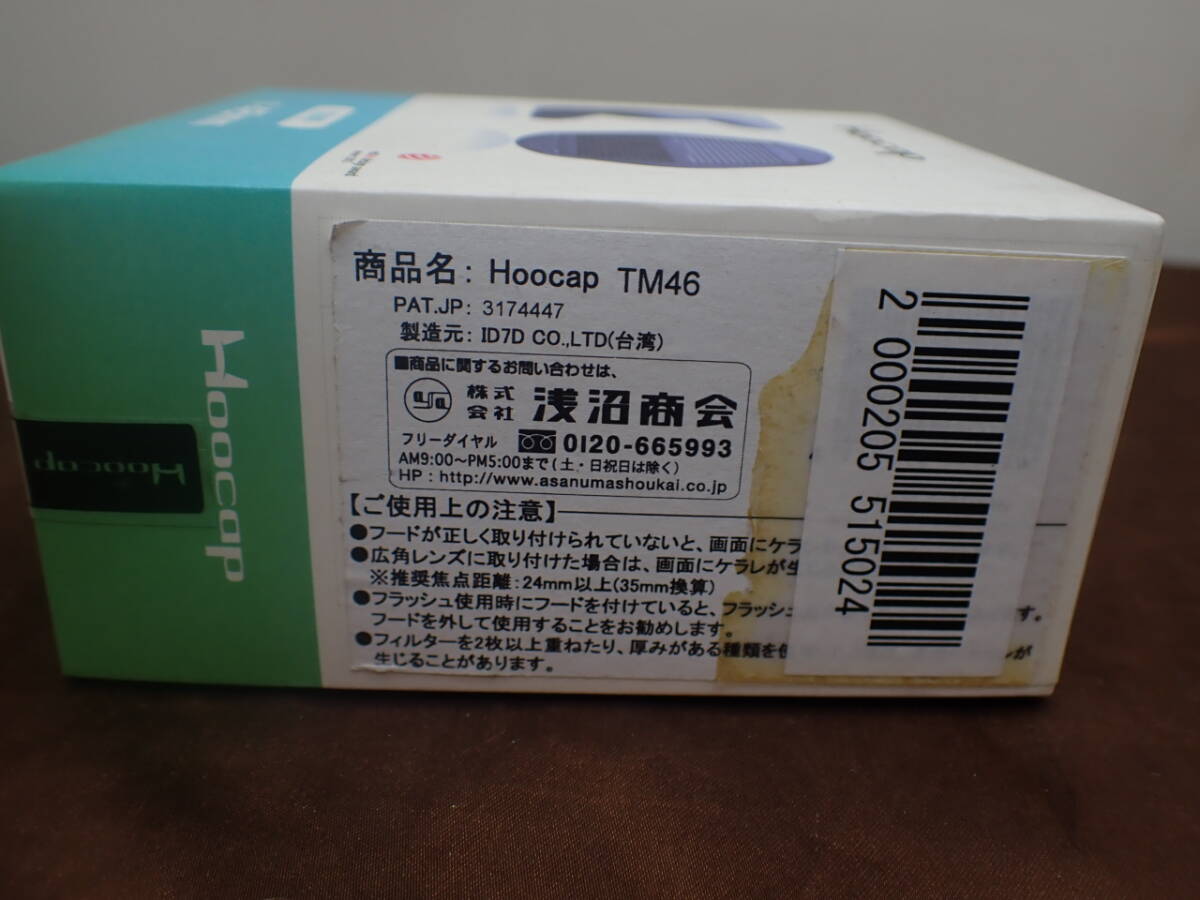 Hoocap
Hoocap
商品名: Hoocap TM46
PAT.JP: 3174447
製造元: ID7D CO.,LTD(台湾)
■商品に関するお問い合わせは、
株式会社 浅沼商会
フリーダイヤル 0120-665993
AM9:00～PM5:00まで(土・日祝日は除く)
HP : http://www.asanumashoukai.co.jp
【ご使用上の注意】
●フードが正しく取り付けられていないと、画面にケラ
●広角レンズに取り付けた場合は、画面にケラレが生
※推奨焦点距離:24mm以上(35mm換算)
●フラッシュ使用時にフードを付けていると、フラッシュ す。
フードを外して使用することをお勧めします。
●フィルターを2枚以上重ねたり、厚みがある種類を使 が
生じることがあります。
2 000205 515024